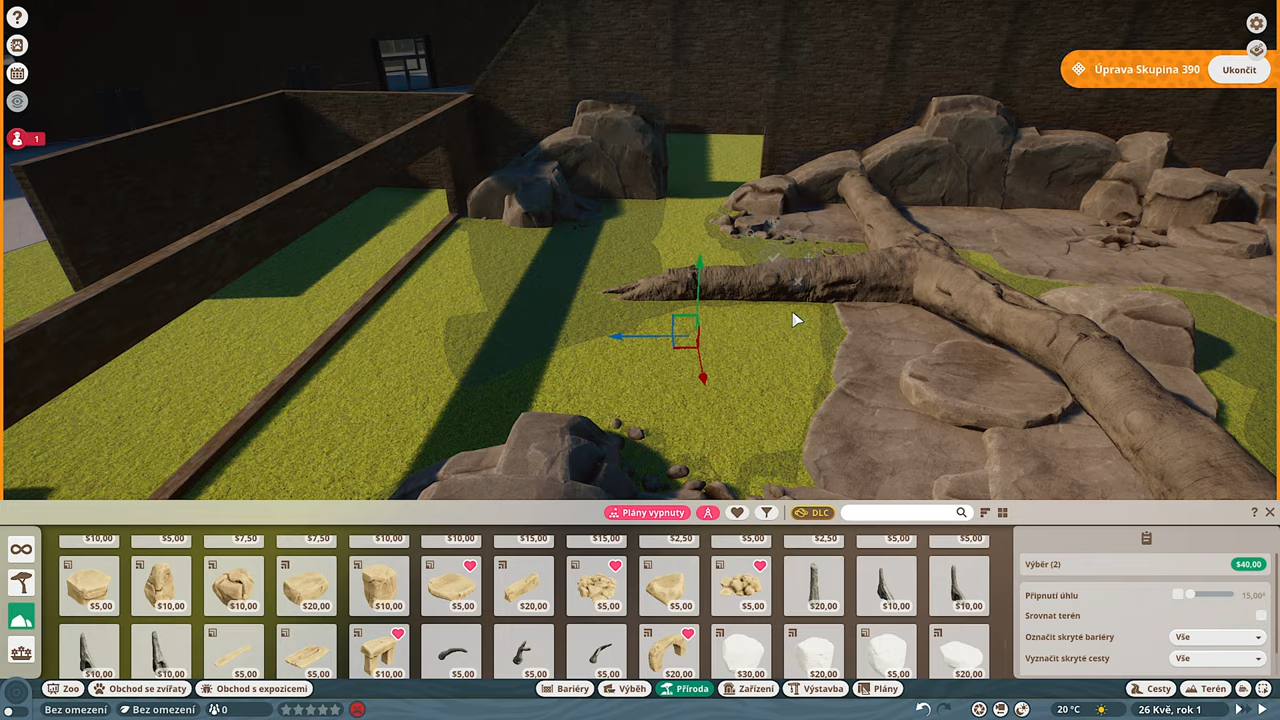 ?
Úprava Skupina 390
Ukončit
1
Plány vypnuty
DLC
?
$10,00 $5,00 $7,50 $7,50 $10,00 $10,00 $15,00 $15,00 $2,50 $5,00 $2,50 $5,00 $5,00
$5,00 $10,00 $10,00 $20,00 $10,00 $5,00 $20,00 $5,00 $5,00 $5,00 $20,00 $10,00 $10,00
$10,00 $10,00 $5,00 $5,00 $10,00 $5,00 $5,00 $5,00 $20,00 $30,00 $20,00 $5,00 $20,00
Výběr (2) $40,00
Připnutí úhlu 15,00°
Srovnat terén
Označit skryté bariéry Vše
Vyznačit skryté cesty Vše
Zoo Obchod se zvířaty Obchod s expozicemi Bariéry Výběh Příroda Zařízení Výstavba Plány Cesty Terén
Bez omezení Bez omezení 0 20 °C 26 Kvě, rok 1